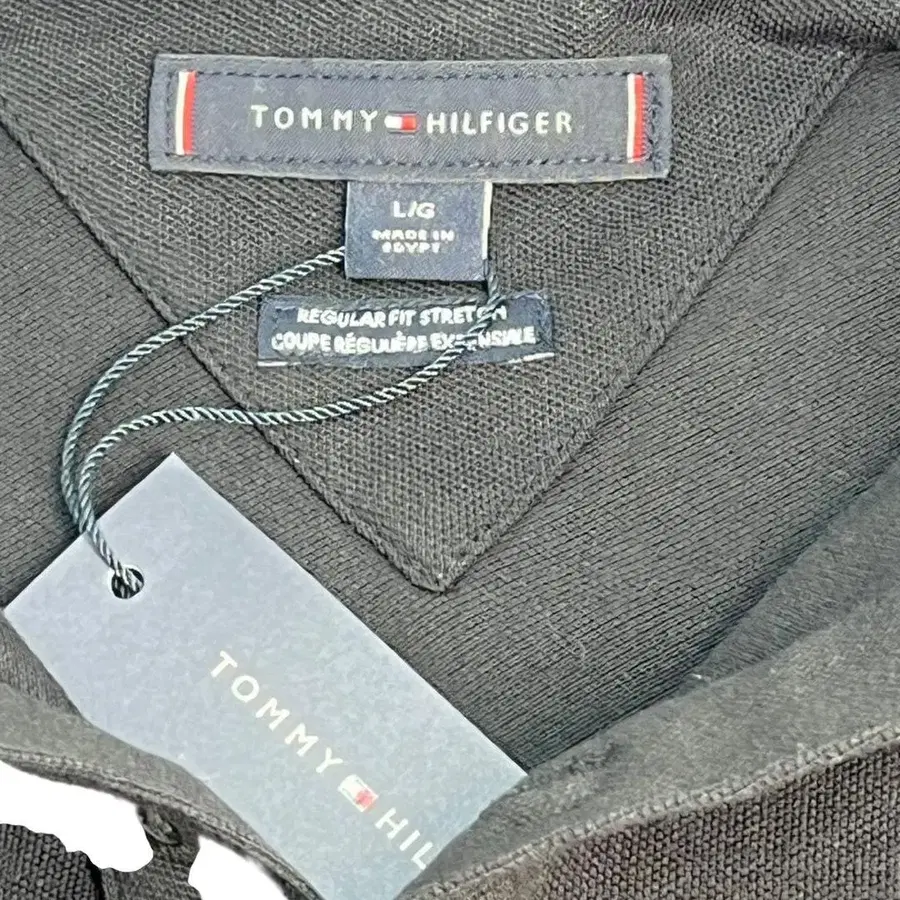 TOMMY HILFIGER
L/G
MADE IN
EGYPT
REGULAR FIT STRETCH
COUPE RÉGULIÈRE EXTENSIBLE
TOMMY HIL